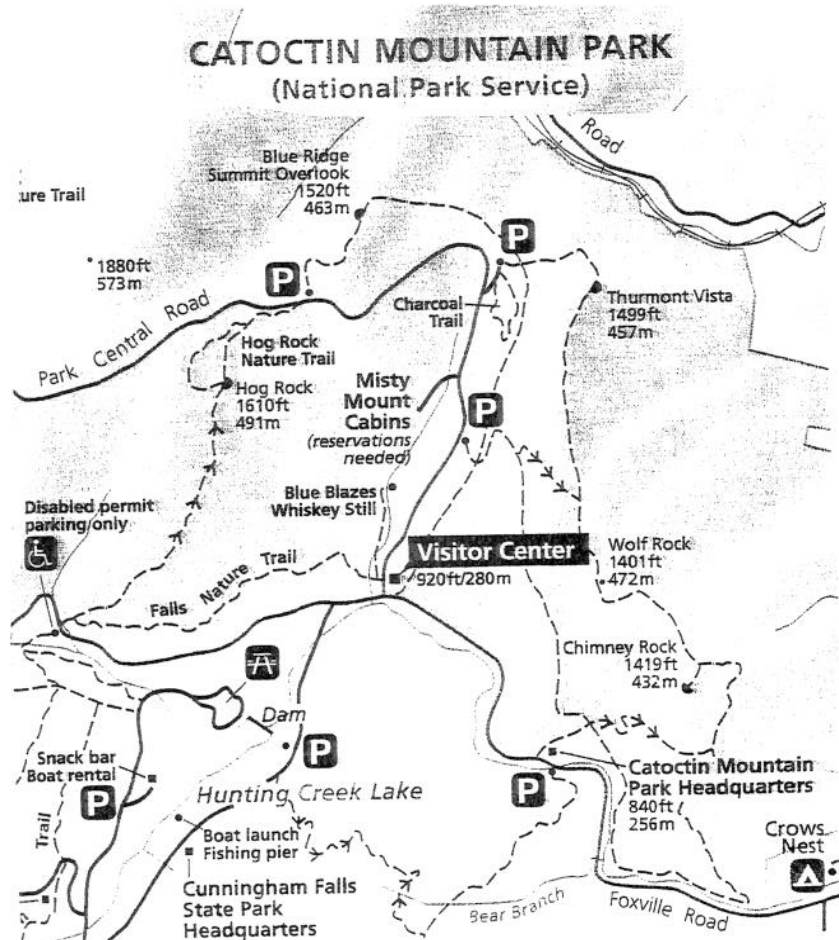 CATOCTIN MOUNTAIN PARK
(National Park Service)
Road
Blue Ridge
Summit Overlook
1520ft
463m
ure Trail
1880ft
573m
P
P
Park Central Road
Charcoal
Trail
Thurmont Vista
1499ft
457m
Hog Rock
Nature Trail
Hog Rock
1610ft
491m
Misty
Mount
Cabins
(reservations
needed)
P
Blue Blazes
Whiskey Still
Disabled permit
parking only
Visitor Center
920ft/280m
Wolf Rock
1401ft
472m
Falls Nature Trail
Chimney Rock
1419ft
432m
Dam
P
Snack bar
Boat rental
P
Hunting Creek Lake
P
Catoctin Mountain
Park Headquarters
840ft
256m
Boat launch
Fishing pier
Trail
Cunningham Falls
State Park
Headquarters
Crows
Nest
Bear Branch
Foxville Road